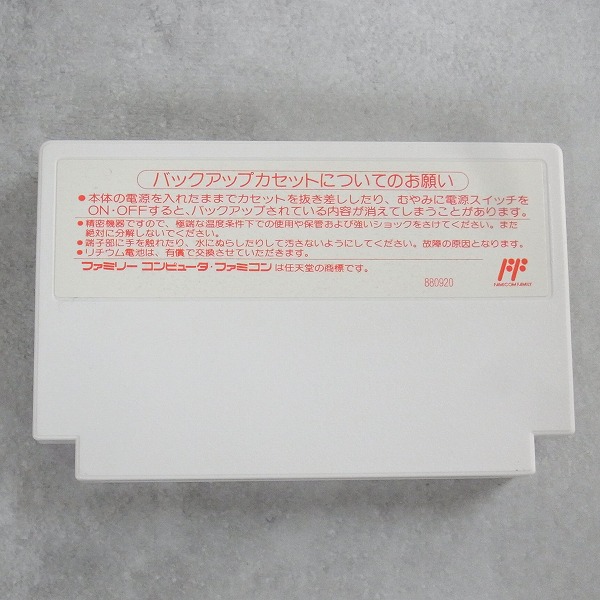 バックアップカセットについてのお願い
●本体の電源を入れたままでカセットを抜き差ししたり、むやみに電源スイッチを
ON・OFFすると、バックアップされている内容が消えてしまうことがあります。
●精密機器ですので、極端な温度条件下での使用や保管および強いショックをさけてください。また
絶対に分解しないでください。
●端子部に手を触れたり、水にぬらしたりして汚さないようにしてください。故障の原因となります。
●リチウム電池は、有償で交換させていただきます。
ファミリー コンピュータ・ファミコンは任天堂の商標です。
880920
FAMICOM FAMILY